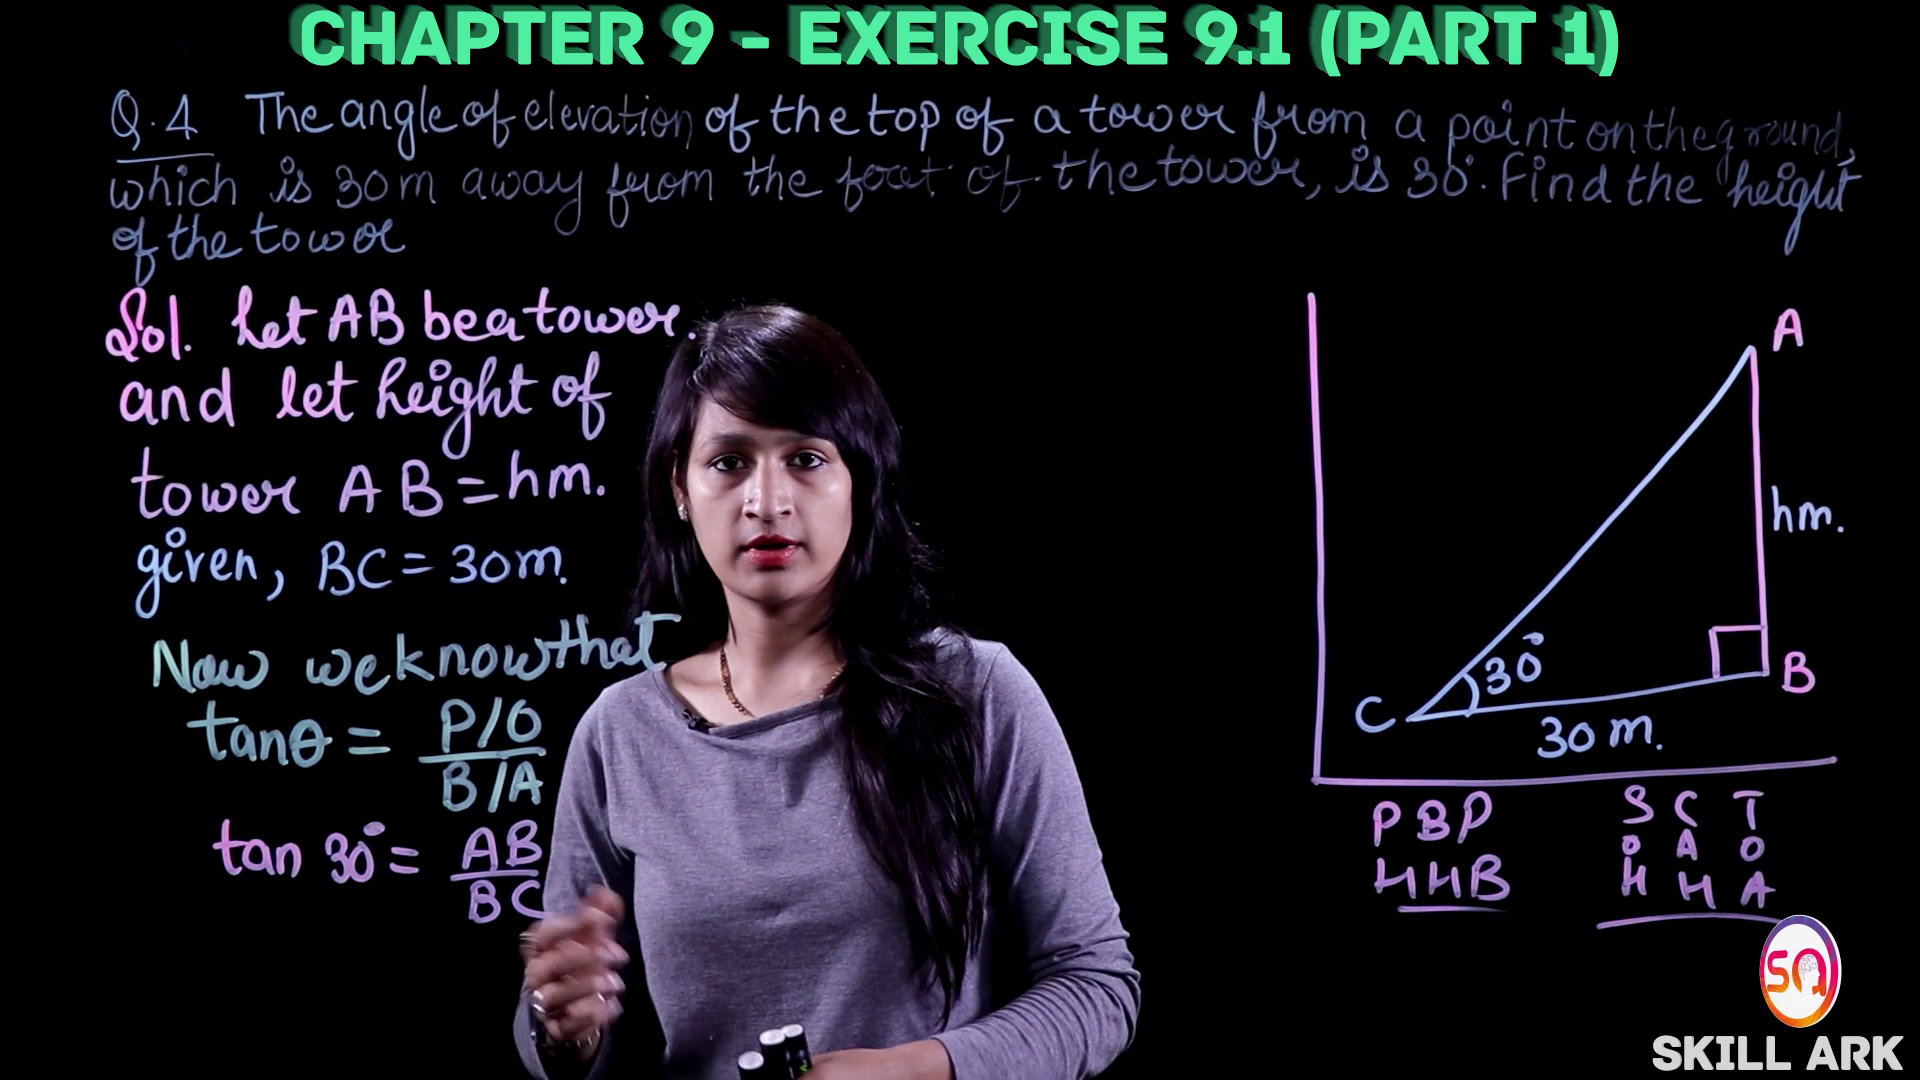 CHAPTER 9 - EXERCISE 9.1 (PART 1)
Q.4 The angle of elevation of the top of a tower from a point on the ground,
which is 30m away from the foot of the tower, is 30°. Find the height
of the tower
Sol. Let AB be a tower.
and let height of
tower AB = hm.
given, BC = 30m.
Now we know that
tanθ = P/O
B/A
tan 30° = AB
BC
A
hm.
30°
B
C
30 m.
P B P
H H B
S C T
O A O
H H A
SA
SKILL ARK